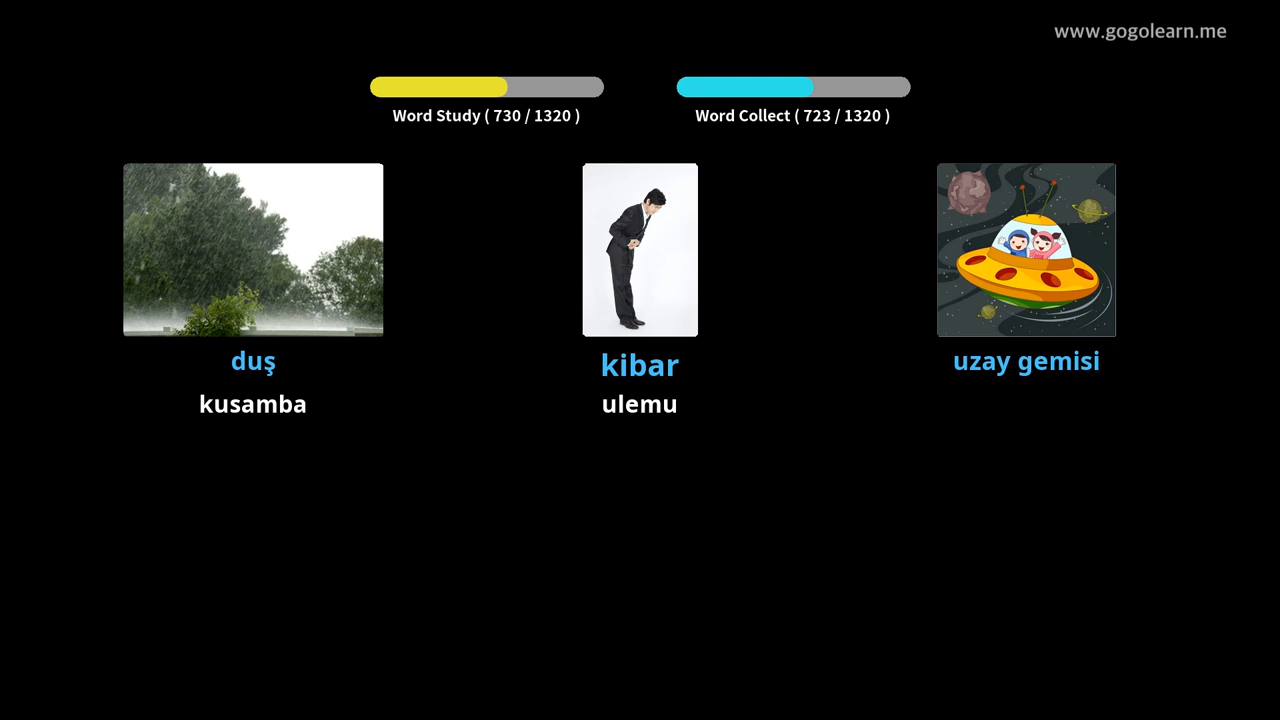 www.gogolearn.me
Word Study ( 730 / 1320 )
Word Collect ( 723 / 1320 )
duş
kibar
uzay gemisi
kusamba
ulemu